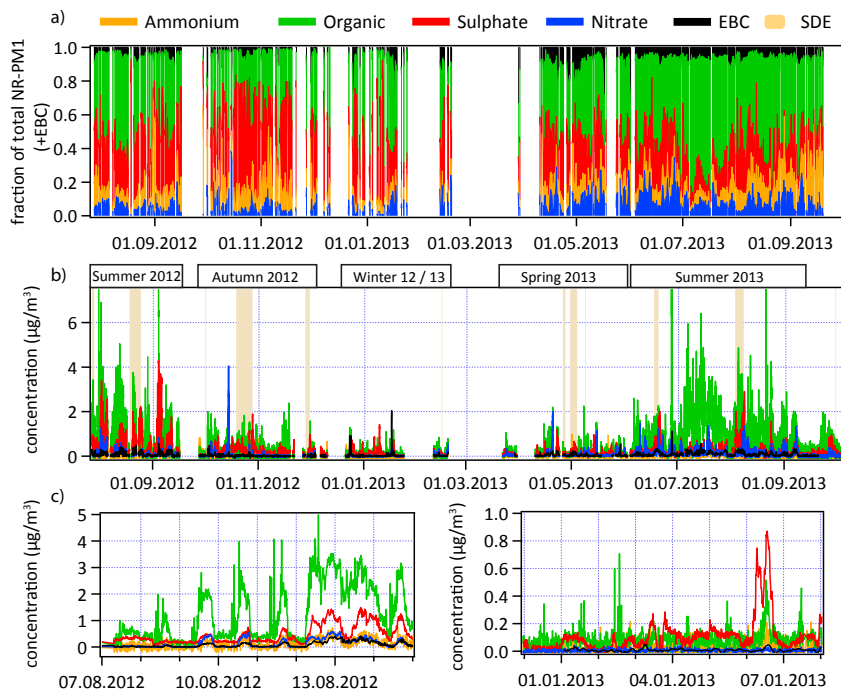 Ammonium Organic Sulphate Nitrate EBC SDE
a)
fraction of total NR-PM1
(+EBC)
1.0
0.8
0.6
0.4
0.2
0.0
01.09.2012 01.11.2012 01.01.2013 01.03.2013 01.05.2013 01.07.2013 01.09.2013
b)
Summer 2012 Autumn 2012 Winter 12 / 13 Spring 2013 Summer 2013
concentration (µg/m³)
6
4
2
0
01.09.2012 01.11.2012 01.01.2013 01.03.2013 01.05.2013 01.07.2013 01.09.2013
c)
concentration (µg/m³)
5
4
3
2
1
0
07.08.2012 10.08.2012 13.08.2012
concentration (µg/m³)
1.0
0.8
0.6
0.4
0.2
0.0
01.01.2013 04.01.2013 07.01.2013